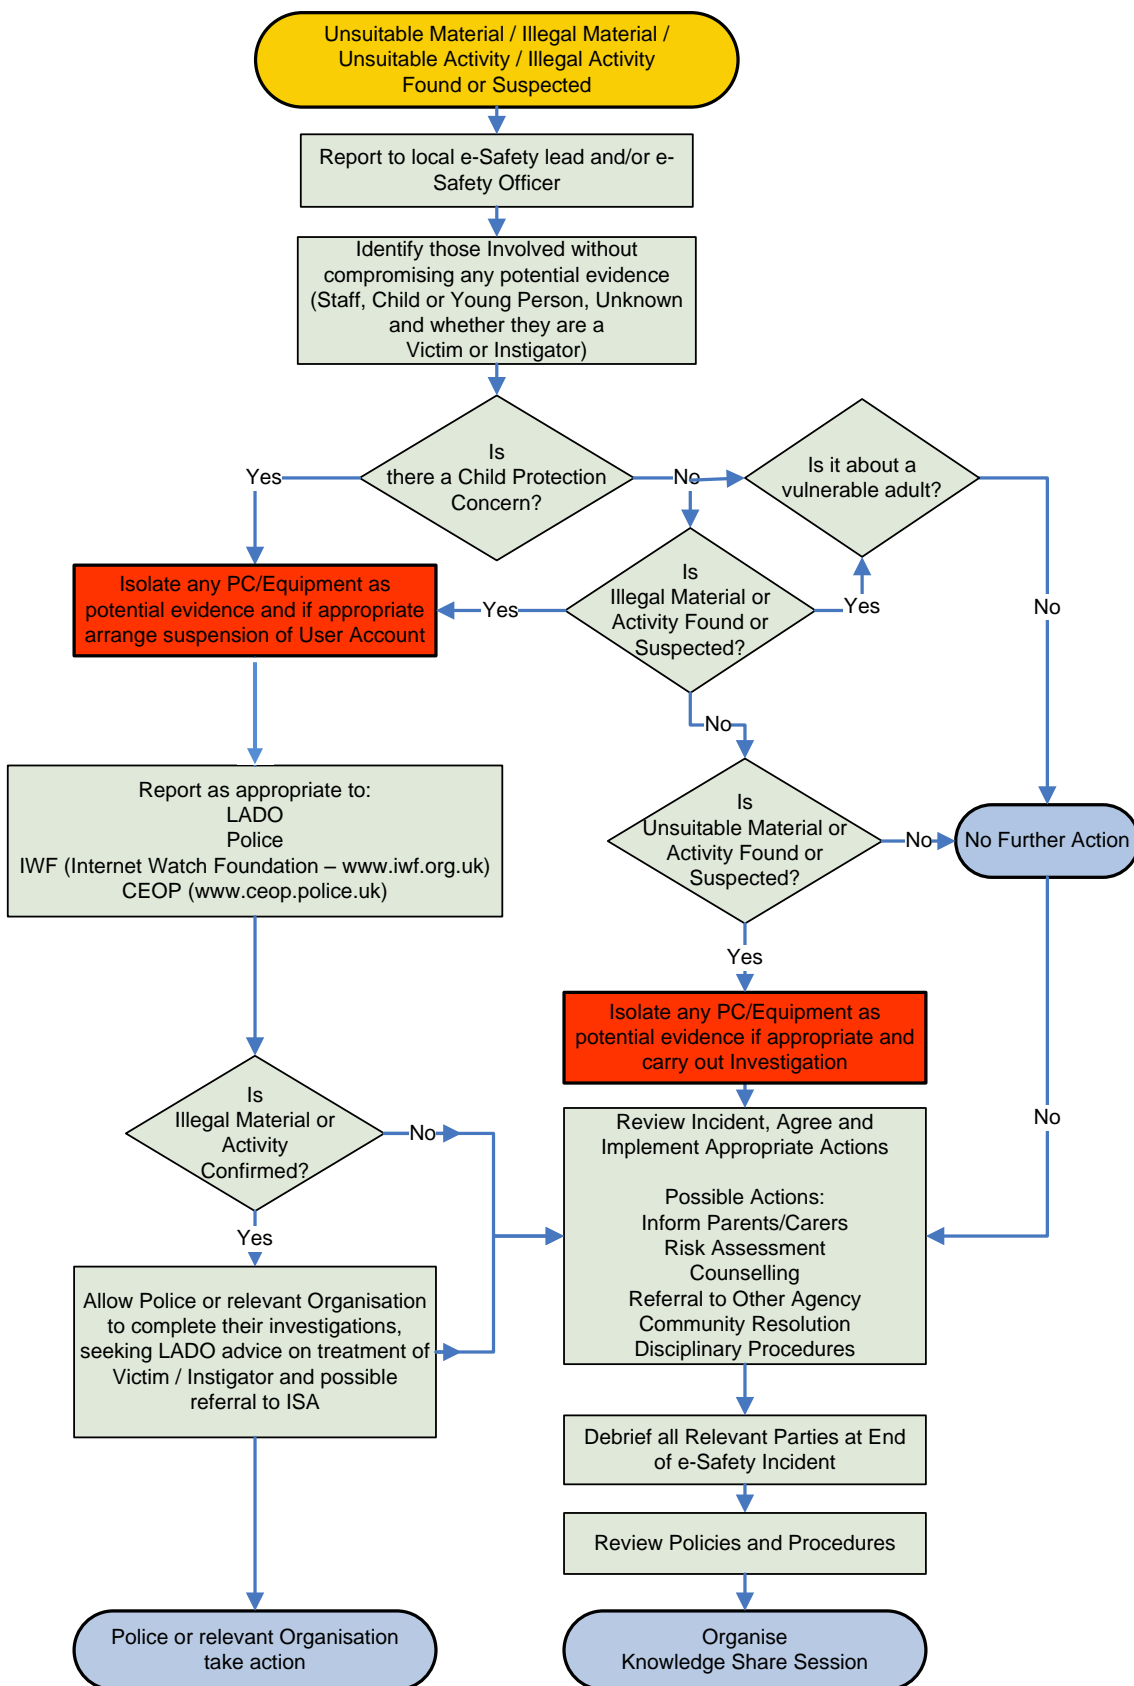 Unsuitable Material / Illegal Material /
Unsuitable Activity / Illegal Activity
Found or Suspected
Report to local e-Safety lead and/or e-
Safety Officer
Identify those Involved without
compromising any potential evidence
(Staff, Child or Young Person, Unknown
and whether they are a
Victim or Instigator)
Is
there a Child Protection
Concern?
Yes
No
Is it about a
vulnerable adult?
Isolate any PC/Equipment as
potential evidence and if appropriate
arrange suspension of User Account
Yes
Is
Illegal Material or
Activity Found or
Suspected?
Yes
No
No
Report as appropriate to:
LADO
Police
IWF (Internet Watch Foundation – www.iwf.org.uk)
CEOP (www.ceop.police.uk)
Is
Unsuitable Material or
Activity Found or
Suspected?
No
No Further Action
Yes
Isolate any PC/Equipment as
potential evidence if appropriate and
carry out Investigation
Is
Illegal Material or
Activity
Confirmed?
No
Yes
Review Incident, Agree and
Implement Appropriate Actions
Possible Actions:
Inform Parents/Carers
Risk Assessment
Counselling
Referral to Other Agency
Community Resolution
Disciplinary Procedures
No
Allow Police or relevant Organisation
to complete their investigations,
seeking LADO advice on treatment of
Victim / Instigator and possible
referral to ISA
Debrief all Relevant Parties at End
of e-Safety Incident
Review Policies and Procedures
Police or relevant Organisation
take action
Organise
Knowledge Share Session